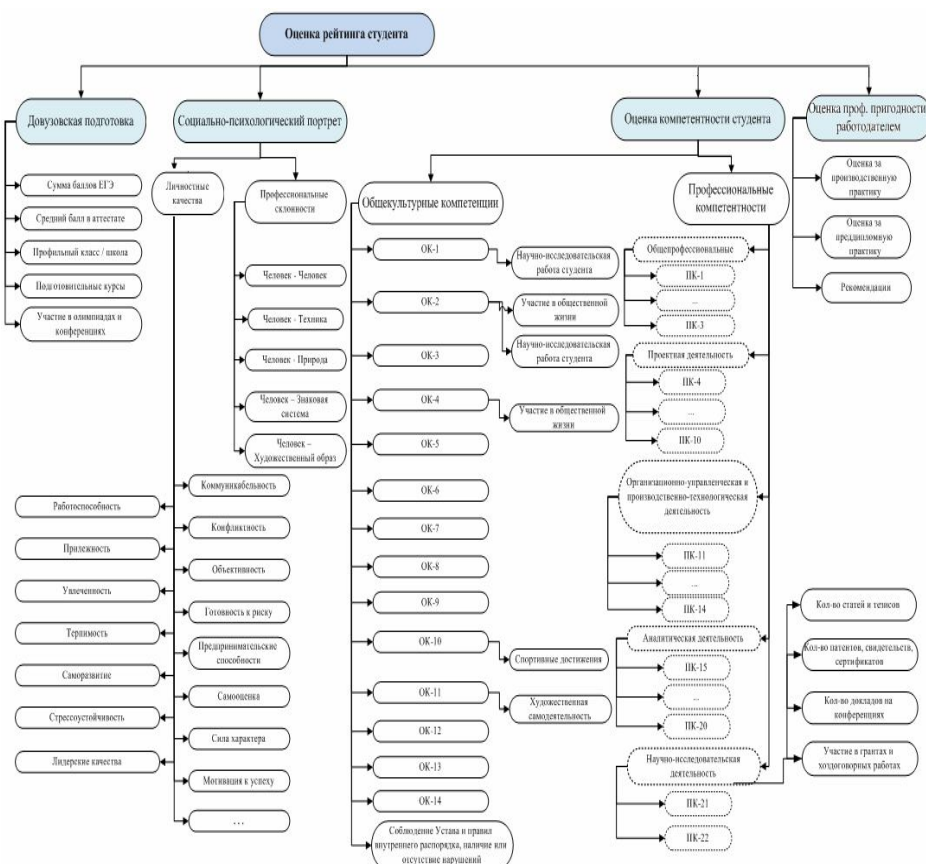 Оценка рейтинга студента
Довузовская подготовка
Социально-психологический портрет
Оценка компетентности студента
Оценка проф. пригодности
работодателем
Сумма баллов ЕГЭ
Средний балл в аттестате
Профильный класс / школа
Подготовительные курсы
Участие в олимпиадах и
конференциях
Личностные
качества
Профессиональные
склонности
Человек - Человек
Человек - Техника
Человек - Природа
Человек – Знаковая
система
Человек –
Художественный образ
Работоспособность
Прилежность
Увлеченность
Терпимость
Саморазвитие
Стрессоустойчивость
Лидерские качества
Коммуникабельность
Конфликтность
Объективность
Готовность к риску
Предпринимательские
способности
Самооценка
Сила характера
Мотивация к успеху
...
Общекультурные компетенции
ОК-1
ОК-2
ОК-3
ОК-4
ОК-5
ОК-6
ОК-7
ОК-8
ОК-9
ОК-10
ОК-11
ОК-12
ОК-13
ОК-14
Соблюдение Устава и правил
внутреннего распорядка, наличие или
отсутствие нарушений
Научно-исследовательская
работа студента
Участие в общественной
жизни
Научно-исследовательская
работа студента
Участие в общественной
жизни
Спортивные достижения
Художественная
самодеятельность
Профессиональные
компетентности
Общепрофессиональные
ПК-1
...
ПК-3
Проектная деятельность
ПК-4
...
ПК-10
Организационно-управленческая и
производственно-технологическая
деятельность
ПК-11
...
ПК-14
Аналитическая деятельность
ПК-15
...
ПК-20
Научно-исследовательская
деятельность
ПК-21
ПК-22
Оценка за
производственную
практику
Оценка за
преддипломную
практику
Рекомендации
Кол-во статей и тезисов
Кол-во патентов, свидетельств,
сертификатов
Кол-во докладов на
конференциях
Участие в грантах и
хоздоговорных работах